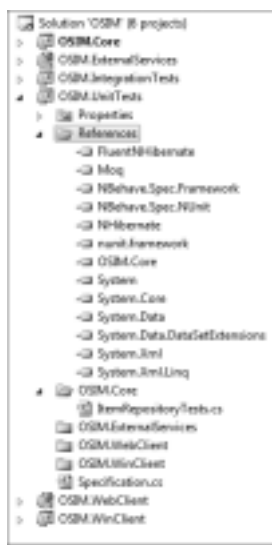 Solution 'OSIM' (6 projects)
OSIM.Core
OSIM.ExternalServices
OSIM.IntegrationTests
OSIM.UnitTests
Properties
References
FluentNHibernate
Moq
NBehave.Spec.Framework
NBehave.Spec.NUnit
NHibernate
nunit.framework
OSIM.Core
System
System.Core
System.Data
System.Data.DataSetExtensions
System.Xml
System.Xml.Linq
OSIM.Core
ItemRepositoryTests.cs
OSIM.ExternalServices
OSIM.WebClient
OSIM.WinClient
Specification.cs
OSIM.WebClient
OSIM.WinClient